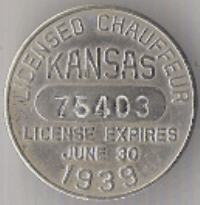 LICENSED CHAUFFEUR
KANSAS
75403
LICENSE EXPIRES
JUNE 30
1939